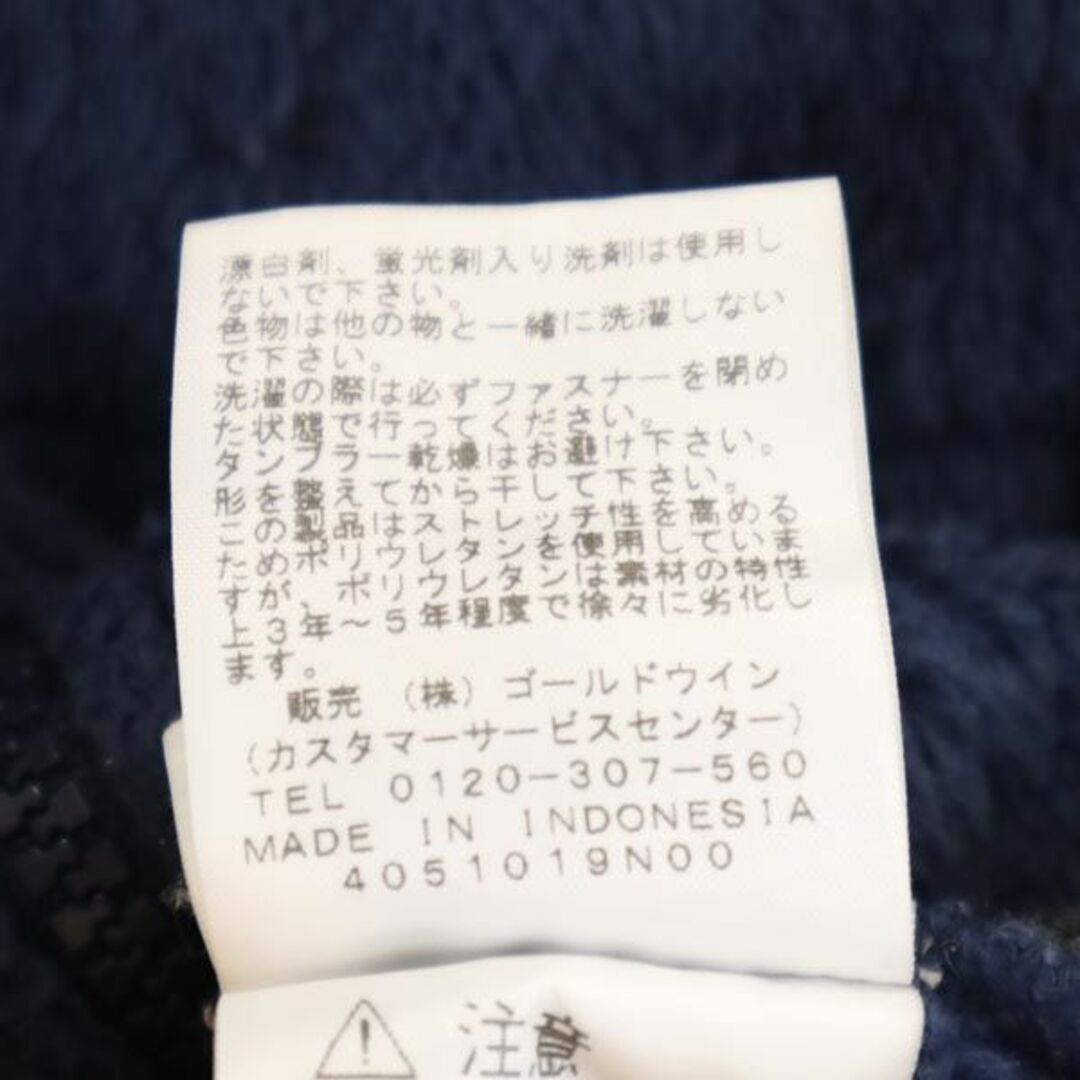 漂白剤、蛍光剤入り洗剤は使用し
ないで下さい。
色物は他の物と一緒に洗濯しない
で下さい。
洗濯の際は必ずファスナーを閉め
た状態で行ってください。
タンブラー乾燥はお避け下さい。
形を整えてから干して下さい。
この製品はストレッチ性を高める
ためポリウレタンを使用していま
すが、ポリウレタンは素材の特性
上3年〜5年程度で徐々に劣化し
ます。
販売 (株) ゴールドウイン
(カスタマーサービスセンター)
TEL 0120-307-560
MADE IN INDONESIA
4051019N00
注意